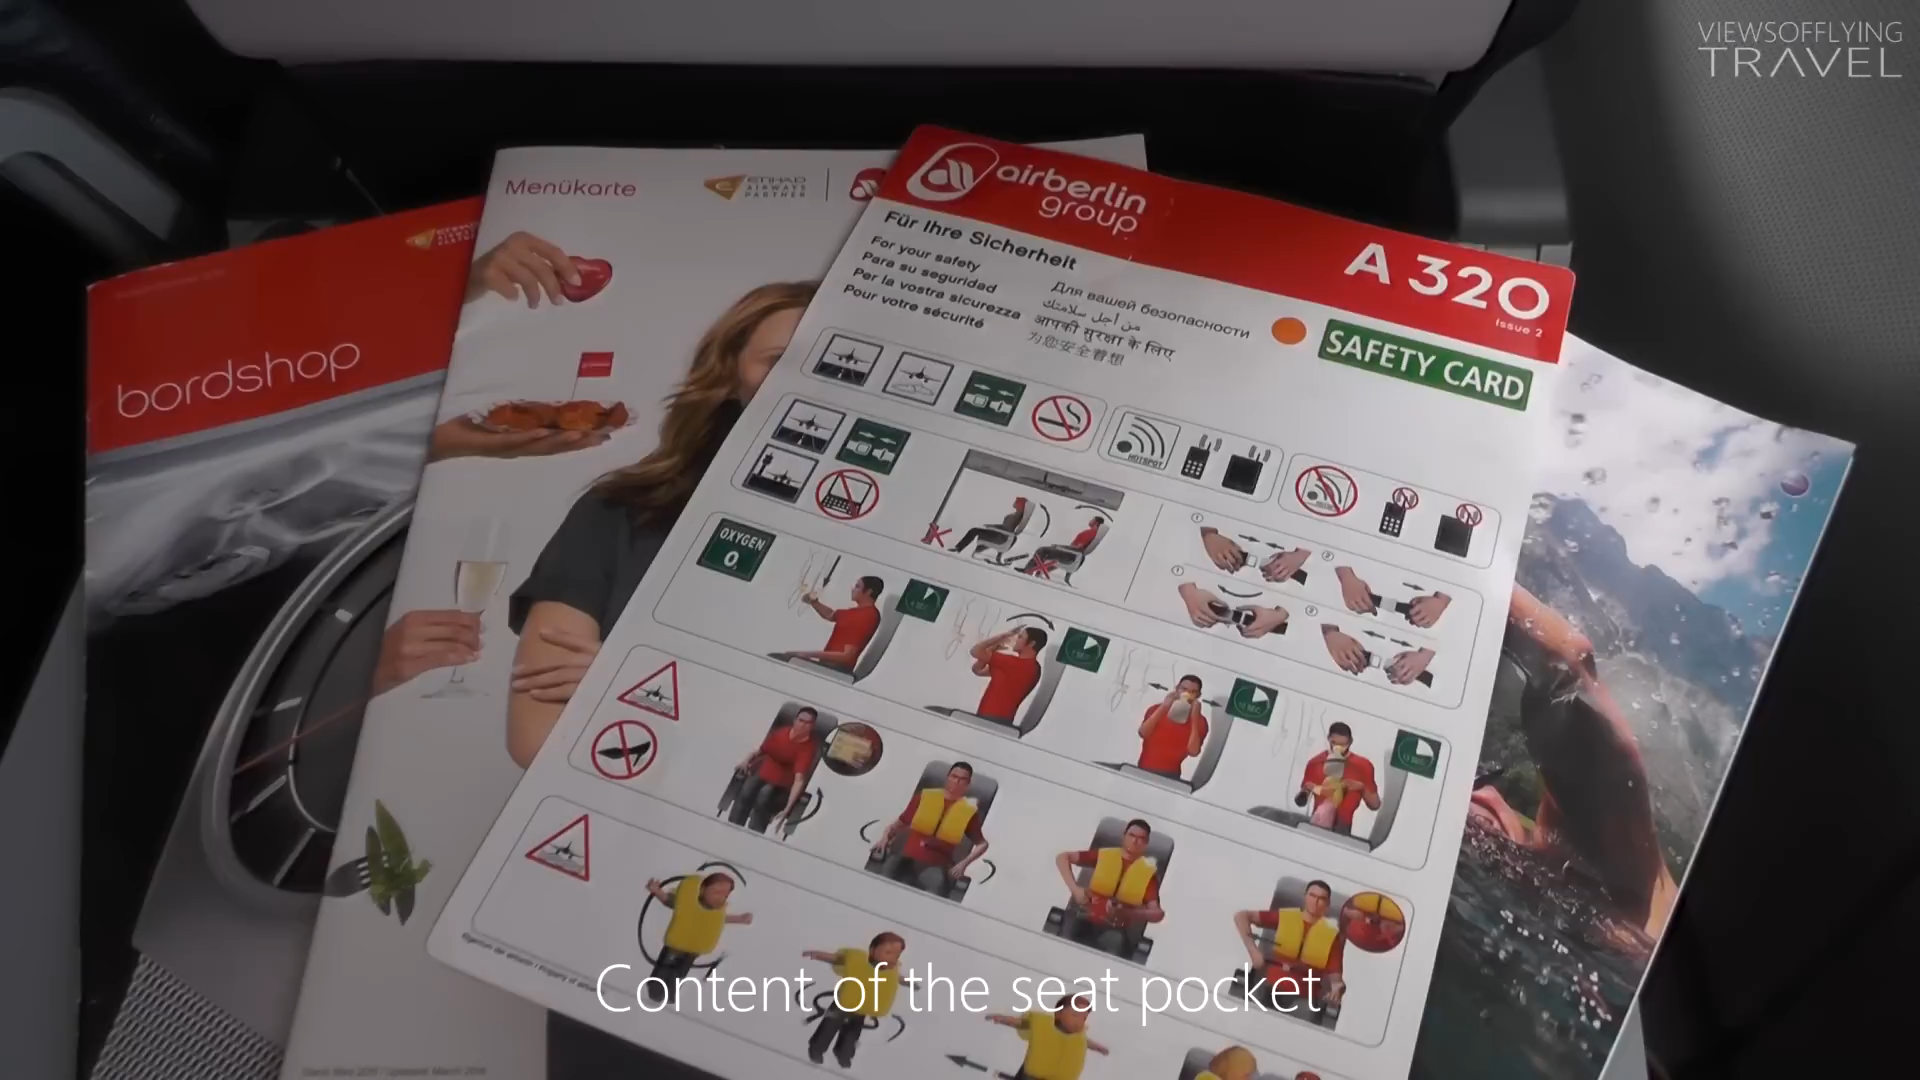 VIEWSOFFLYING
TRAVEL
bordshop
Menükarte
ETIHAD
AIRWAYS
PARTNER
airberlin
group
A 320
Issue 2
Für Ihre Sicherheit
For your safety
Para su seguridad
Per la vostra sicurezza
Pour votre sécurité
Для вашей безопасности
من أجل سلامتك
आपकी सुरक्षा के लिए
为您安全着想
SAFETY CARD
HOTSPOT
OXYGEN
O₂
Content of the seat pocket